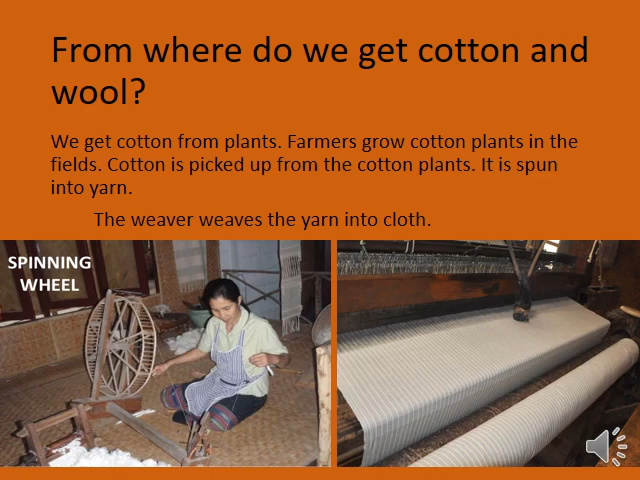 From where do we get cotton and
wool?
We get cotton from plants. Farmers grow cotton plants in the
fields. Cotton is picked up from the cotton plants. It is spun
into yarn.
The weaver weaves the yarn into cloth.
SPINNING
WHEEL